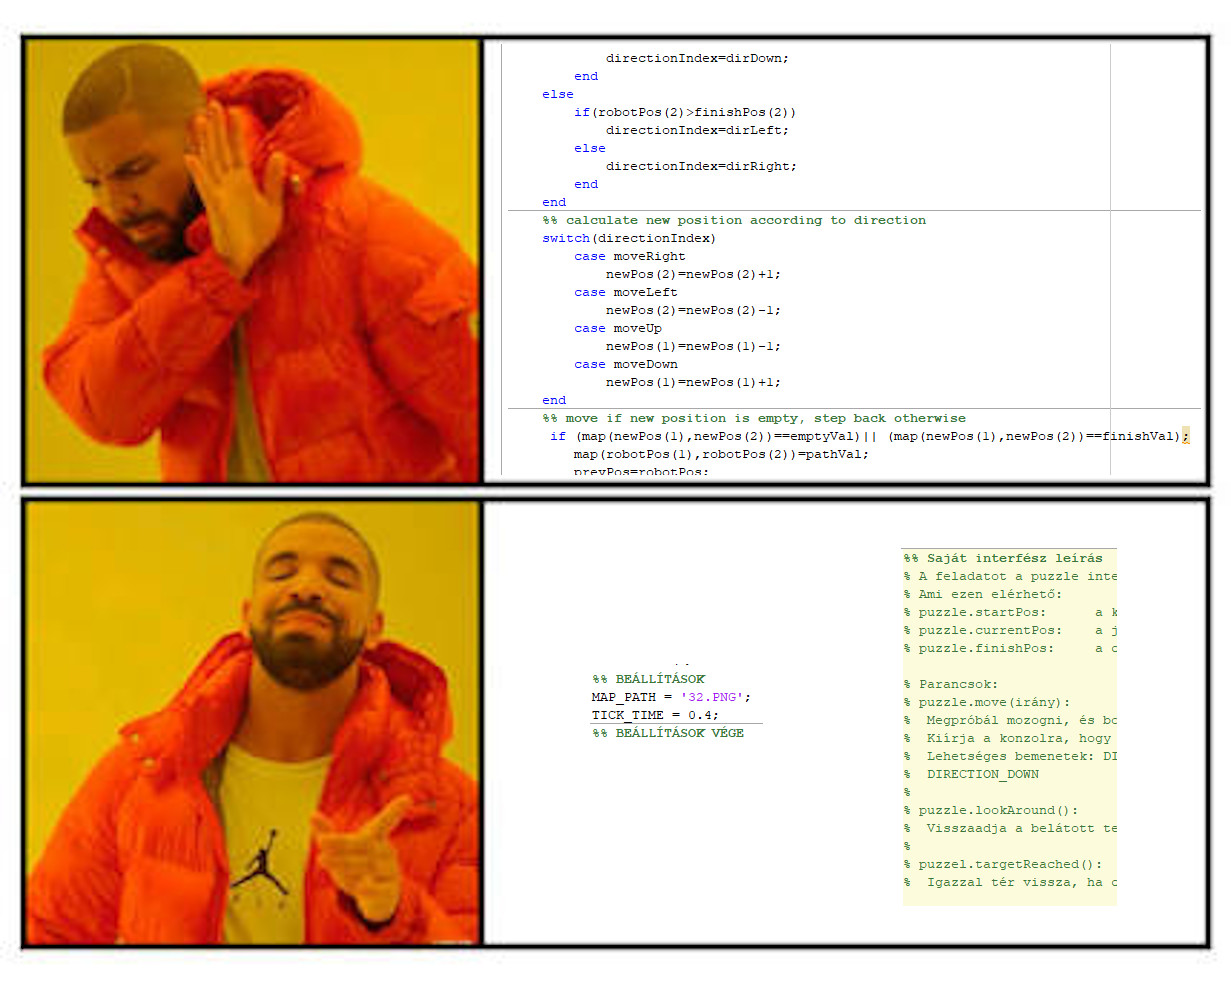 directionIndex=dirDown;
end
else
if(robotPos(2)>finishPos(2))
directionIndex=dirLeft;
else
directionIndex=dirRight;
end
end
%% calculate new position according to direction
switch(directionIndex)
case moveRight
newPos(2)=newPos(2)+1;
case moveLeft
newPos(2)=newPos(2)-1;
case moveUp
newPos(1)=newPos(1)-1;
case moveDown
newPos(1)=newPos(1)+1;
end
%% move if new position is empty, step back otherwise
if (map(newPos(1),newPos(2))==emptyVal)|| (map(newPos(1),newPos(2))==finishVal);
map(robotPos(1),robotPos(2))=pathVal;
prevPos=robotPos;
%% BEÁLLÍTÁSOK
MAP_PATH = '32.PNG';
TICK_TIME = 0.4;
%% BEÁLLÍTÁSOK VÉGE
%% Saját interfész leírás
% A feladatot a puzzle inte
% Ami ezen elérhető:
% puzzle.startPos: a k
% puzzle.currentPos: a j
% puzzle.finishPos: a c
% Parancsok:
% puzzle.move(irány):
% Megpróbál mozogni, és bo
% Kiírja a konzolra, hogy
% Lehetséges bemenetek: DI
% DIRECTION_DOWN
%
% puzzle.lookAround():
% Visszaadja a belátott te
%
% puzzel.targetReached():
% Igazzal tér vissza, ha c